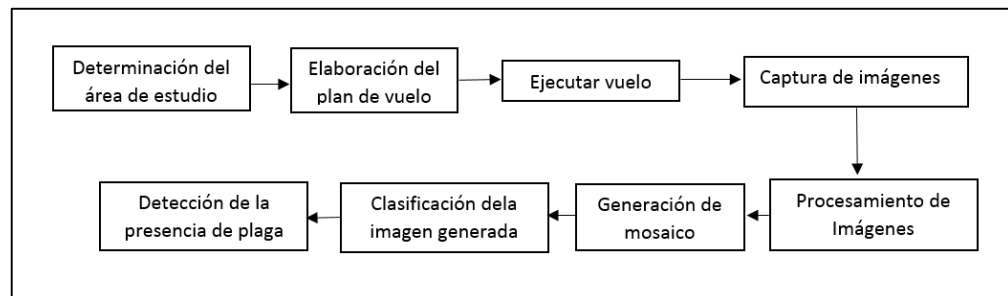 Determinación del
área de estudio
Elaboración del
plan de vuelo
Ejecutar vuelo
Captura de imágenes
Procesamiento de
Imágenes
Generación de
mosaico
Clasificación dela
imagen generada
Detección de la
presencia de plaga